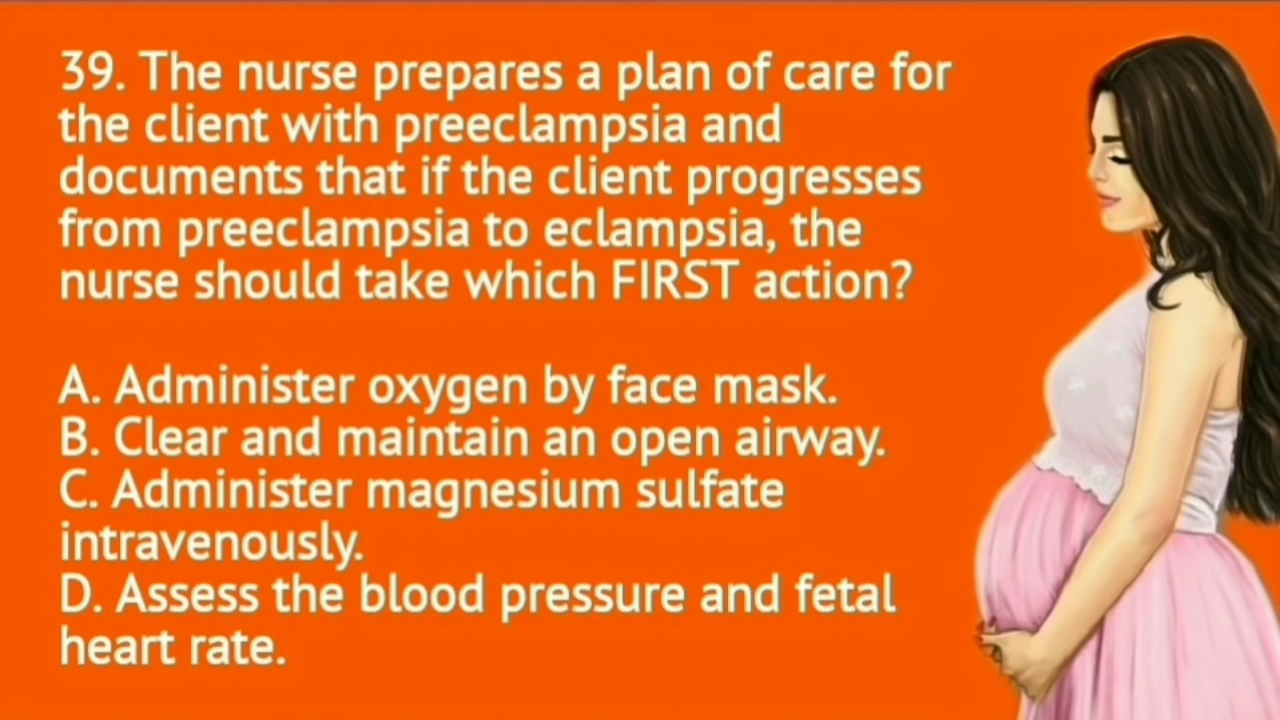 39. The nurse prepares a plan of care for
the client with preeclampsia and
documents that if the client progresses
from preeclampsia to eclampsia, the
nurse should take which FIRST action?
A. Administer oxygen by face mask.
B. Clear and maintain an open airway.
C. Administer magnesium sulfate
intravenously.
D. Assess the blood pressure and fetal
heart rate.